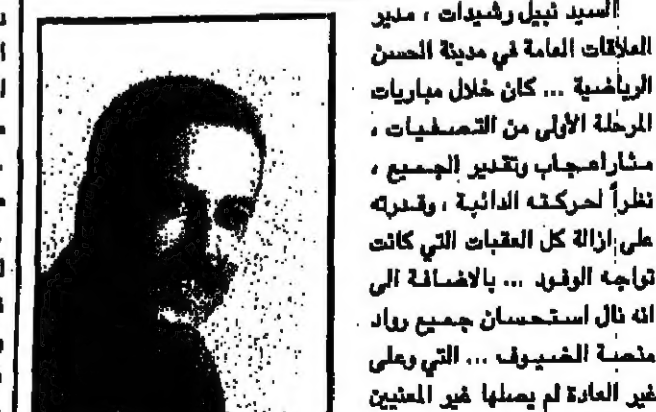 السيد نبيل رشيدات ، مدير
العلاقات العامة في مدينة الحسن
الرياضية ... كان خلال مباريات
المرحلة الأولى من التصفيات ،
مثار اعجاب وتقدير الجميع ،
نظراً لحركته الدائبة ، وقدرته
على إزالة كل العقبات التي كانت
تواجه الوفود ... بالاضافة الى
انه نال استحسان جميع رواد
منصة الضيوف ... التي وعلى
غير العادة لم يصلها غير المعنيين